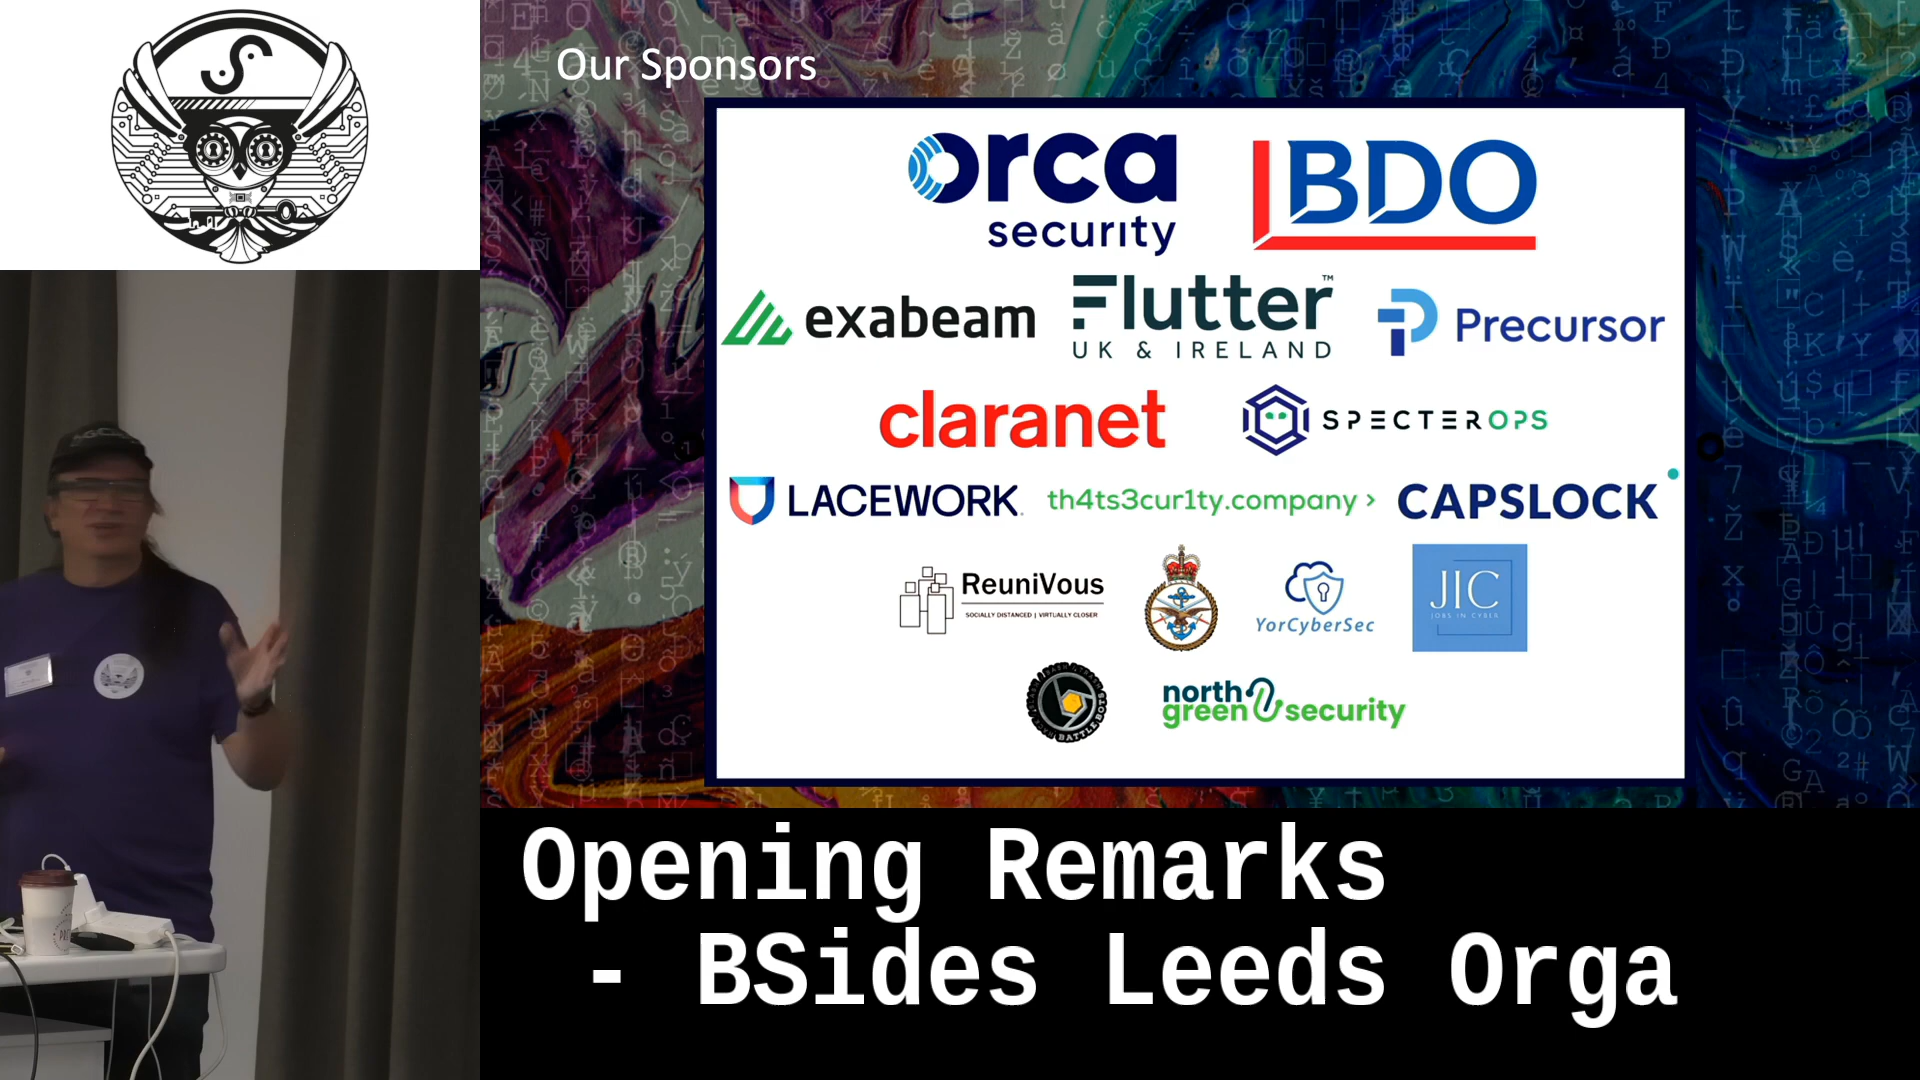 Our Sponsors
orca
security
BDO
exabeam
Flutter™
UK & IRELAND
Precursor
claranet
SPECTEROPS
LACEWORK
th4ts3cur1ty.company >
CAPSLOCK
ReuniVous
SOCIALLY DISTANCED | VIRTUALLY CLOSER
YorCyberSec
JIC
JOBS IN CYBER
north
green security
Opening Remarks
- BSides Leeds Orga